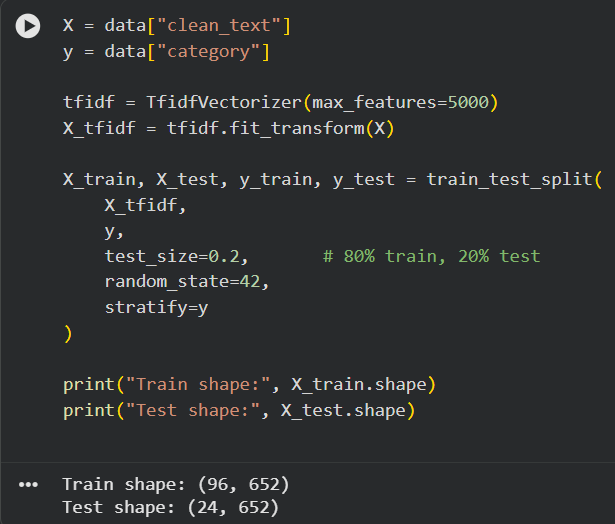 X = data["clean_text"]
y = data["category"]
tfidf = TfidfVectorizer(max_features=5000)
X_tfidf = tfidf.fit_transform(X)
X_train, X_test, y_train, y_test = train_test_split(
    X_tfidf,
    y,
    test_size=0.2,       # 80% train, 20% test
    random_state=42,
    stratify=y
)
print("Train shape:", X_train.shape)
print("Test shape:", X_test.shape)
Train shape: (96, 652)
Test shape: (24, 652)